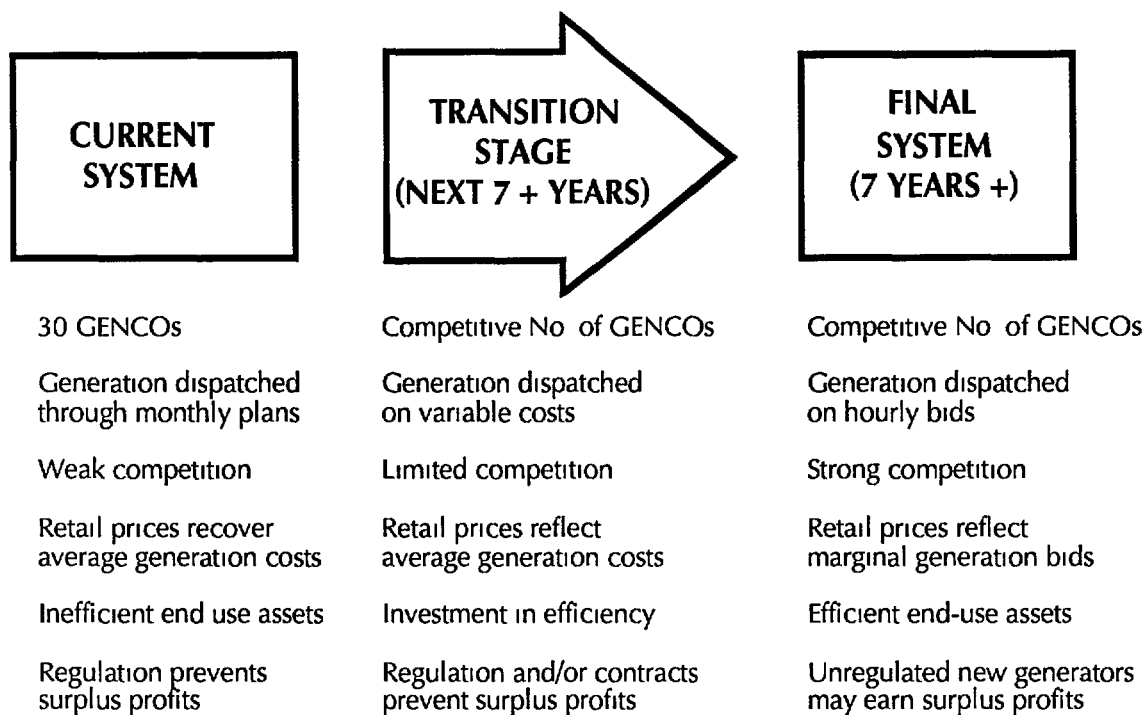 CURRENT
SYSTEM
TRANSITION
STAGE
(NEXT 7 + YEARS)
FINAL
SYSTEM
(7 YEARS +)
30 GENCOs
Generation dispatched
through monthly plans
Weak competition
Retail prices recover
average generation costs
Inefficient end use assets
Regulation prevents
surplus profits
Competitive No of GENCOs
Generation dispatched
on variable costs
Limited competition
Retail prices reflect
average generation costs
Investment in efficiency
Regulation and/or contracts
prevent surplus profits
Competitive No of GENCOs
Generation dispatched
on hourly bids
Strong competition
Retail prices reflect
marginal generation bids
Efficient end-use assets
Unregulated new generators
may earn surplus profits